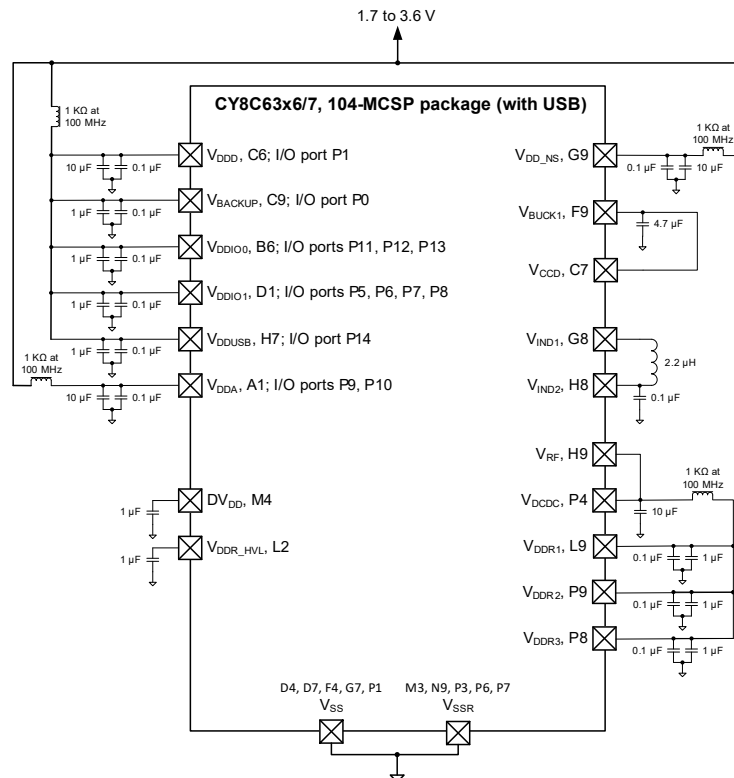 1.7 to 3.6 V
CY8C63x6/7, 104-MCSP package (with USB)
1 KΩ at
100 MHz
10 µF
0.1 µF
VDDD, C6; I/O port P1
1 µF
0.1 µF
VBACKUP, C9; I/O port P0
1 µF
0.1 µF
VDDIO0, B6; I/O ports P11, P12, P13
1 µF
0.1 µF
VDDIO1, D1; I/O ports P5, P6, P7, P8
1 µF
0.1 µF
VDDUSB, H7; I/O port P14
1 KΩ at
100 MHz
10 µF
0.1 µF
VDDA, A1; I/O ports P9, P10
1 µF
DVDD, M4
1 µF
VDDR_HVL, L2
VDD_NS, G9
0.1 µF
10 µF
1 KΩ at
100 MHz
VBUCK1, F9
4.7 µF
VCCD, C7
VIND1, G8
2.2 µH
VIND2, H8
0.1 µF
VRF, H9
1 KΩ at
100 MHz
VDCDC, P4
10 µF
VDDR1, L9
0.1 µF
1 µF
VDDR2, P9
0.1 µF
1 µF
VDDR3, P8
0.1 µF
1 µF
D4, D7, F4, G7, P1
VSS
M3, N9, P3, P6, P7
VSSR